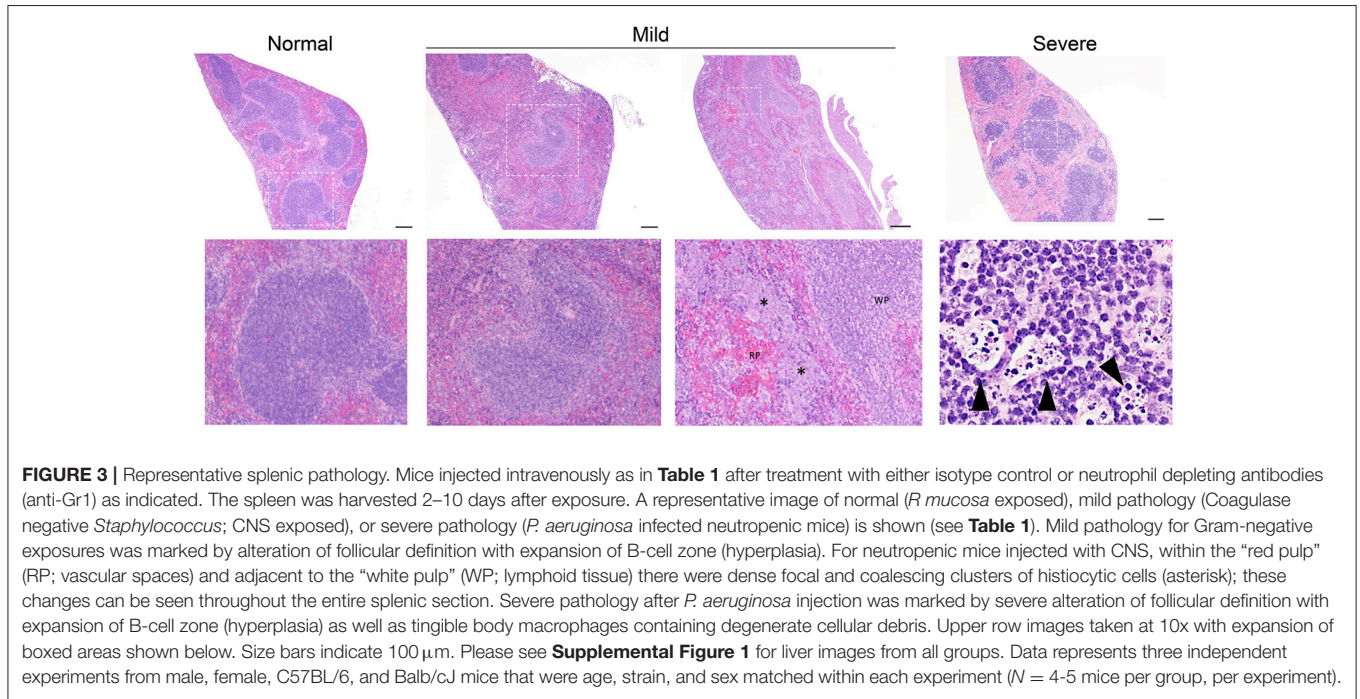 Normal
Mild
Severe
*
*
RP
WP
FIGURE 3 | Representative splenic pathology. Mice injected intravenously as in Table 1 after treatment with either isotype control or neutrophil depleting antibodies
(anti-Gr1) as indicated. The spleen was harvested 2–10 days after exposure. A representative image of normal (R mucosa exposed), mild pathology (Coagulase
negative Staphylococcus; CNS exposed), or severe pathology (P. aeruginosa infected neutropenic mice) is shown (see Table 1). Mild pathology for Gram-negative
exposures was marked by alteration of follicular definition with expansion of B-cell zone (hyperplasia). For neutropenic mice injected with CNS, within the “red pulp”
(RP; vascular spaces) and adjacent to the “white pulp” (WP; lymphoid tissue) there were dense focal and coalescing clusters of histiocytic cells (asterisk); these
changes can be seen throughout the entire splenic section. Severe pathology after P. aeruginosa injection was marked by severe alteration of follicular definition with
expansion of B-cell zone (hyperplasia) as well as tingible body macrophages containing degenerate cellular debris. Upper row images taken at 10x with expansion of
boxed areas shown below. Size bars indicate 100 μm. Please see Supplemental Figure 1 for liver images from all groups. Data represents three independent
experiments from male, female, C57BL/6, and Balb/cJ mice that were age, strain, and sex matched within each experiment (N = 4-5 mice per group, per experiment).